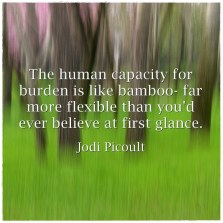 The human capacity for
burden is like bamboo- far
more flexible than you'd
ever believe at first glance.
Jodi Picoult